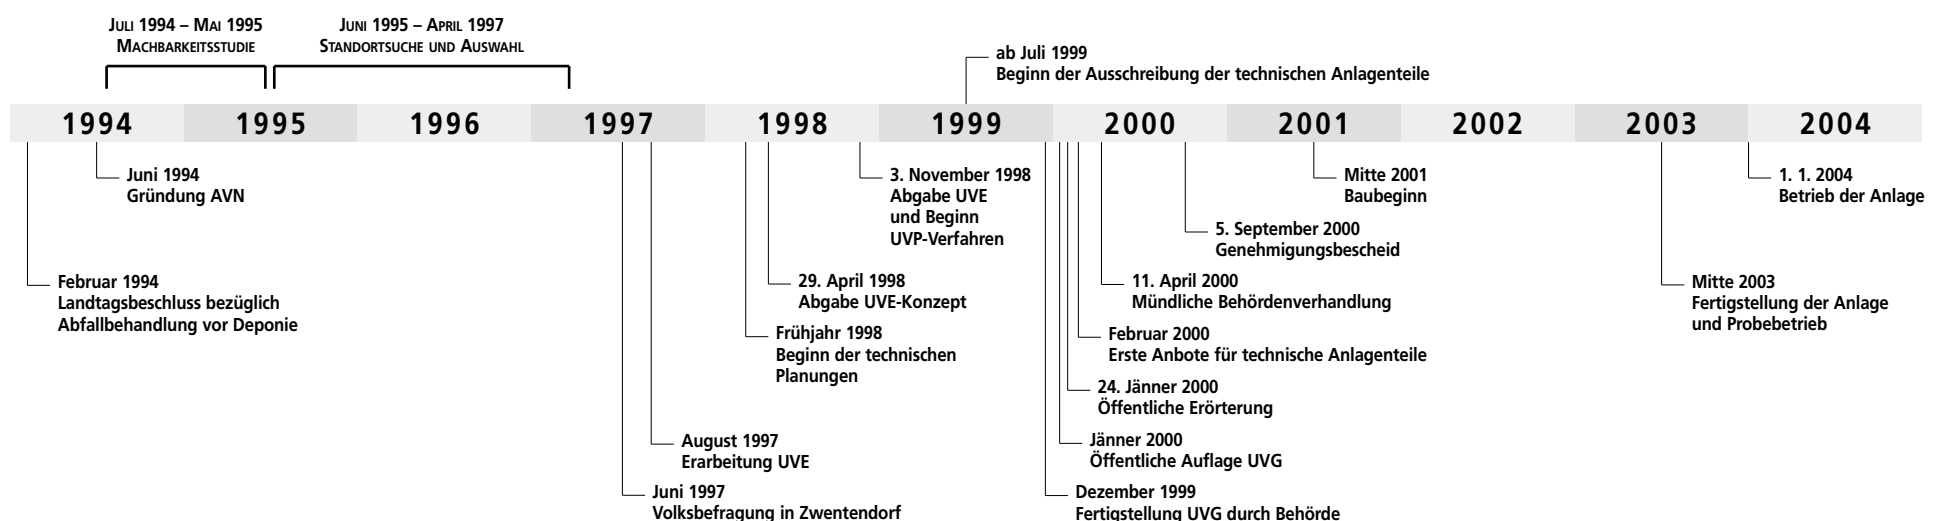 JULI 1994 – MAI 1995
MACHBARKEITSSTUDIE
JUNI 1995 – APRIL 1997
STANDORTSUCHE UND AUSWAHL
ab Juli 1999
Beginn der Ausschreibung der technischen Anlagenteile
1994 1995 1996 1997 1998 1999 2000 2001 2002 2003 2004
Juni 1994
Gründung AVN
Februar 1994
Landtagsbeschluss bezüglich
Abfallbehandlung vor Deponie
Juni 1997
Volksbefragung in Zwentendorf
August 1997
Erarbeitung UVE
Frühjahr 1998
Beginn der technischen
Planungen
29. April 1998
Abgabe UVE-Konzept
3. November 1998
Abgabe UVE
und Beginn
UVP-Verfahren
Dezember 1999
Fertigstellung UVG durch Behörde
Jänner 2000
Öffentliche Auflage UVG
24. Jänner 2000
Öffentliche Erörterung
Februar 2000
Erste Anbote für technische Anlagenteile
11. April 2000
Mündliche Behördenverhandlung
5. September 2000
Genehmigungsbescheid
Mitte 2001
Baubeginn
Mitte 2003
Fertigstellung der Anlage
und Probebetrieb
1. 1. 2004
Betrieb der Anlage